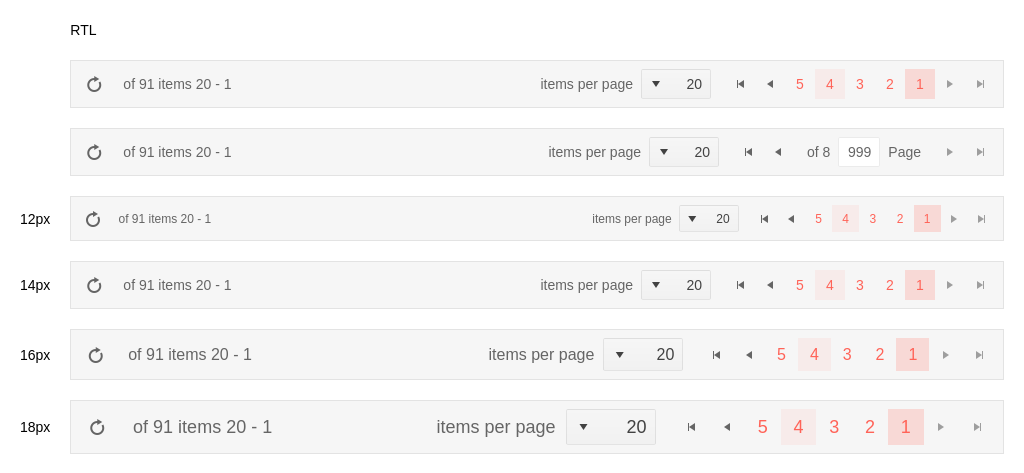 RTL
of 91 items 20 - 1 items per page 20 5 4 3 2 1
of 91 items 20 - 1 items per page 20 of 8 999 Page
12px of 91 items 20 - 1 items per page 20 5 4 3 2 1
14px of 91 items 20 - 1 items per page 20 5 4 3 2 1
16px of 91 items 20 - 1 items per page 20 5 4 3 2 1
18px of 91 items 20 - 1 items per page 20 5 4 3 2 1